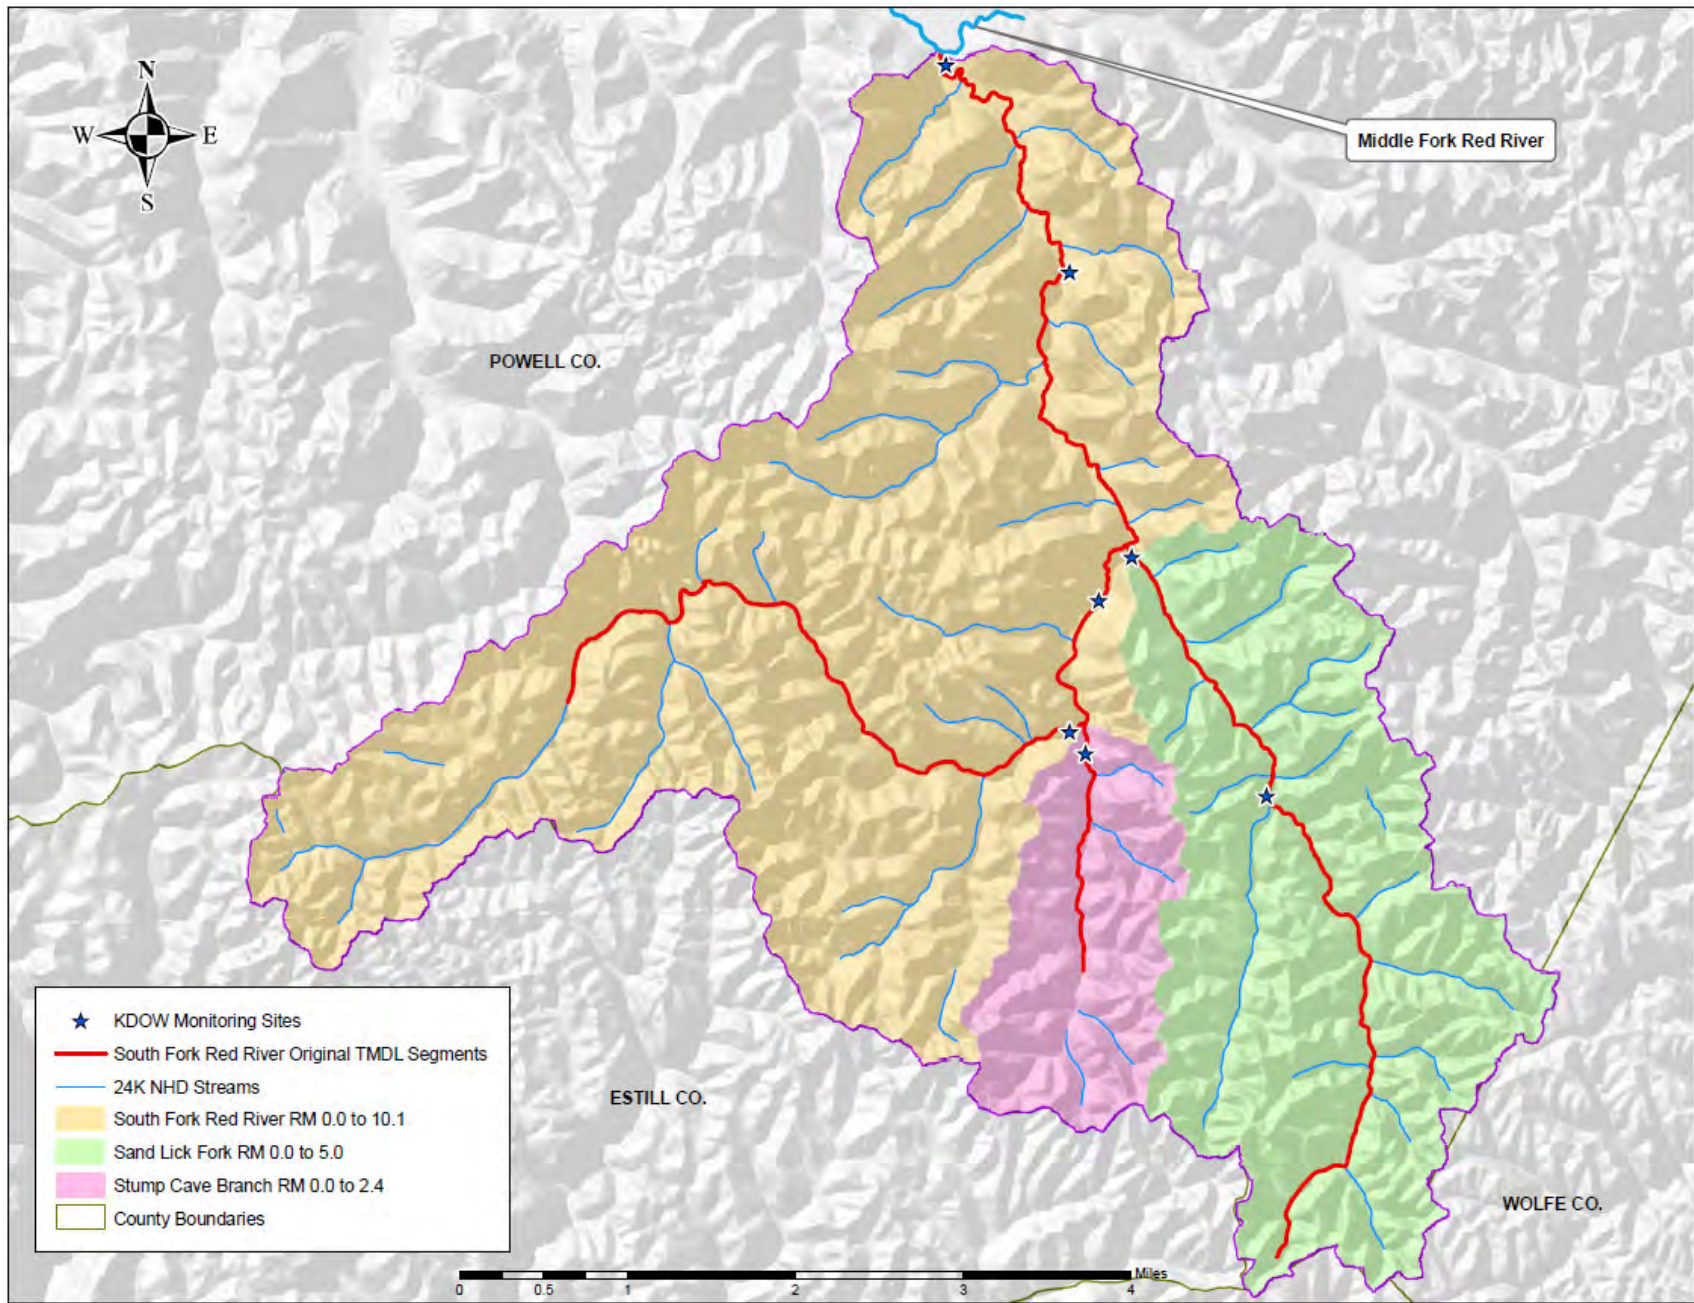 N
W E
S
Middle Fork Red River
POWELL CO.
KDOW Monitoring Sites
South Fork Red River Original TMDL Segments
24K NHD Streams
South Fork Red River RM 0.0 to 10.1
Sand Lick Fork RM 0.0 to 5.0
Stump Cave Branch RM 0.0 to 2.4
County Boundaries
ESTILL CO.
WOLFE CO.
Miles
0 0.5 1 2 3 4